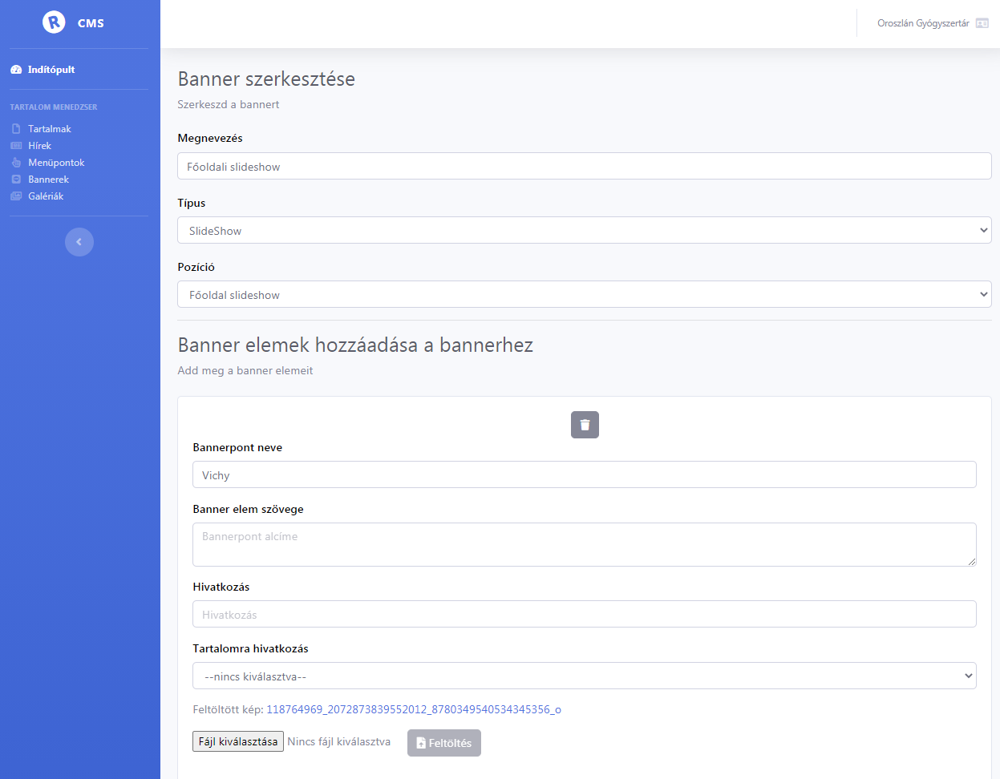 R CMS
Oroszlán Gyógyszertár
Indítópult
TARTALOM MENEDZSER
Tartalmak
Hírek
Menüpontok
Bannerek
Galériák
Banner szerkesztése
Szerkeszd a bannert
Megnevezés
Főoldali slideshow
Típus
SlideShow
Pozíció
Főoldal slideshow
Banner elemek hozzáadása a bannerhez
Add meg a banner elemeit
Bannerpont neve
Vichy
Banner elem szövege
Bannerpont alcíme
Hivatkozás
Hivatkozás
Tartalomra hivatkozás
--nincs kiválasztva--
Feltöltött kép: 118764969_2072873839552012_8780349540534345356_o
Fájl kiválasztása Nincs fájl kiválasztva Feltöltés